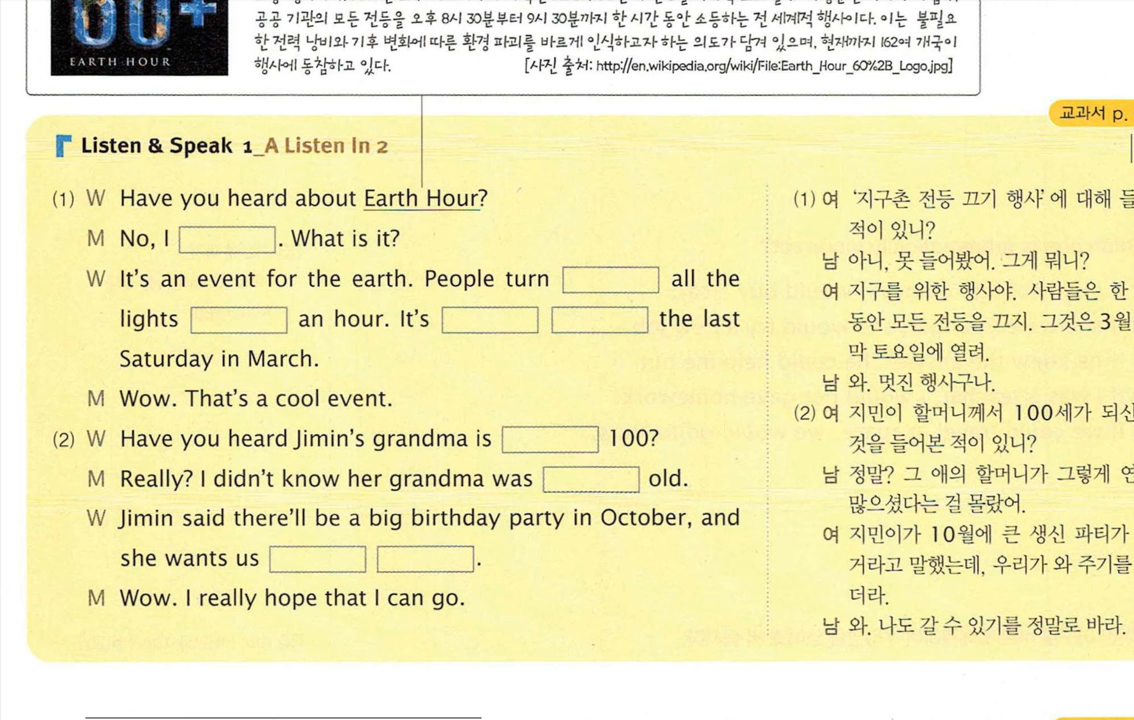 60+
EARTH HOUR
공공 기관의 모든 전등을 오후 8시 30분부터 9시 30분까지 한 시간 동안 소등하는 전 세계적 행사이다. 이는 불필요
한 전력 낭비와 기후 변화에 따른 환경 파괴를 바르게 인식하고자 하는 의도가 담겨 있으며, 현재까지 162여 개국이
행사에 동참하고 있다.
[사진 출처: http://en.wikipedia.org/wiki/File:Earth_Hour_60%2B_Logo.jpg]
교과서 p.
Listen & Speak 1_A Listen In 2
(1) W Have you heard about Earth Hour?
M No, I . What is it?
W It's an event for the earth. People turn all the
lights an hour. It's the last
Saturday in March.
M Wow. That's a cool event.
(2) W Have you heard Jimin's grandma is 100?
M Really? I didn't know her grandma was old.
W Jimin said there'll be a big birthday party in October, and
she wants us .
M Wow. I really hope that I can go.
(1) 여 '지구촌 전등 끄기 행사'에 대해 들
적이 있니?
남 아니, 못 들어봤어. 그게 뭐니?
여 지구를 위한 행사야. 사람들은 한
동안 모든 전등을 끄지. 그것은 3월
막 토요일에 열려.
남 와. 멋진 행사구나.
(2) 여 지민이 할머니께서 100세가 되신
것을 들어본 적이 있니?
남 정말? 그 애의 할머니가 그렇게 연
많으셨다는 걸 몰랐어.
여 지민이가 10월에 큰 생신 파티가
거라고 말했는데, 우리가 와 주기를
더라.
남 와. 나도 갈 수 있기를 정말로 바라.